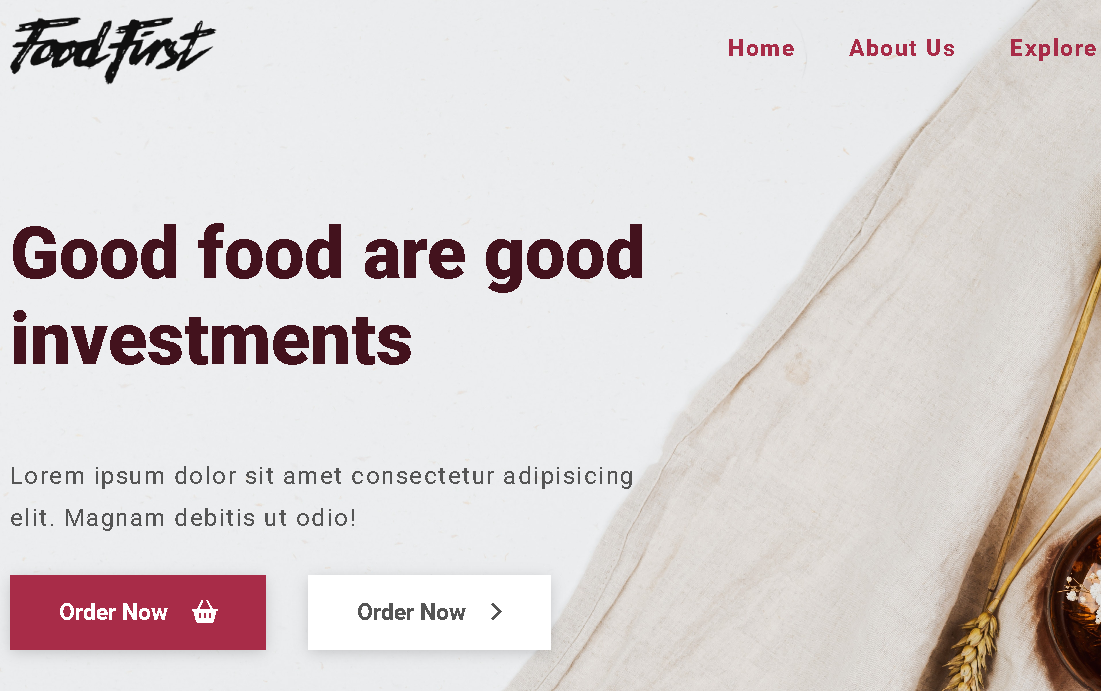 Food First
Home About Us Explore
Good food are good
investments
Lorem ipsum dolor sit amet consectetur adipisicing
elit. Magnam debitis ut odio!
Order Now
Order Now